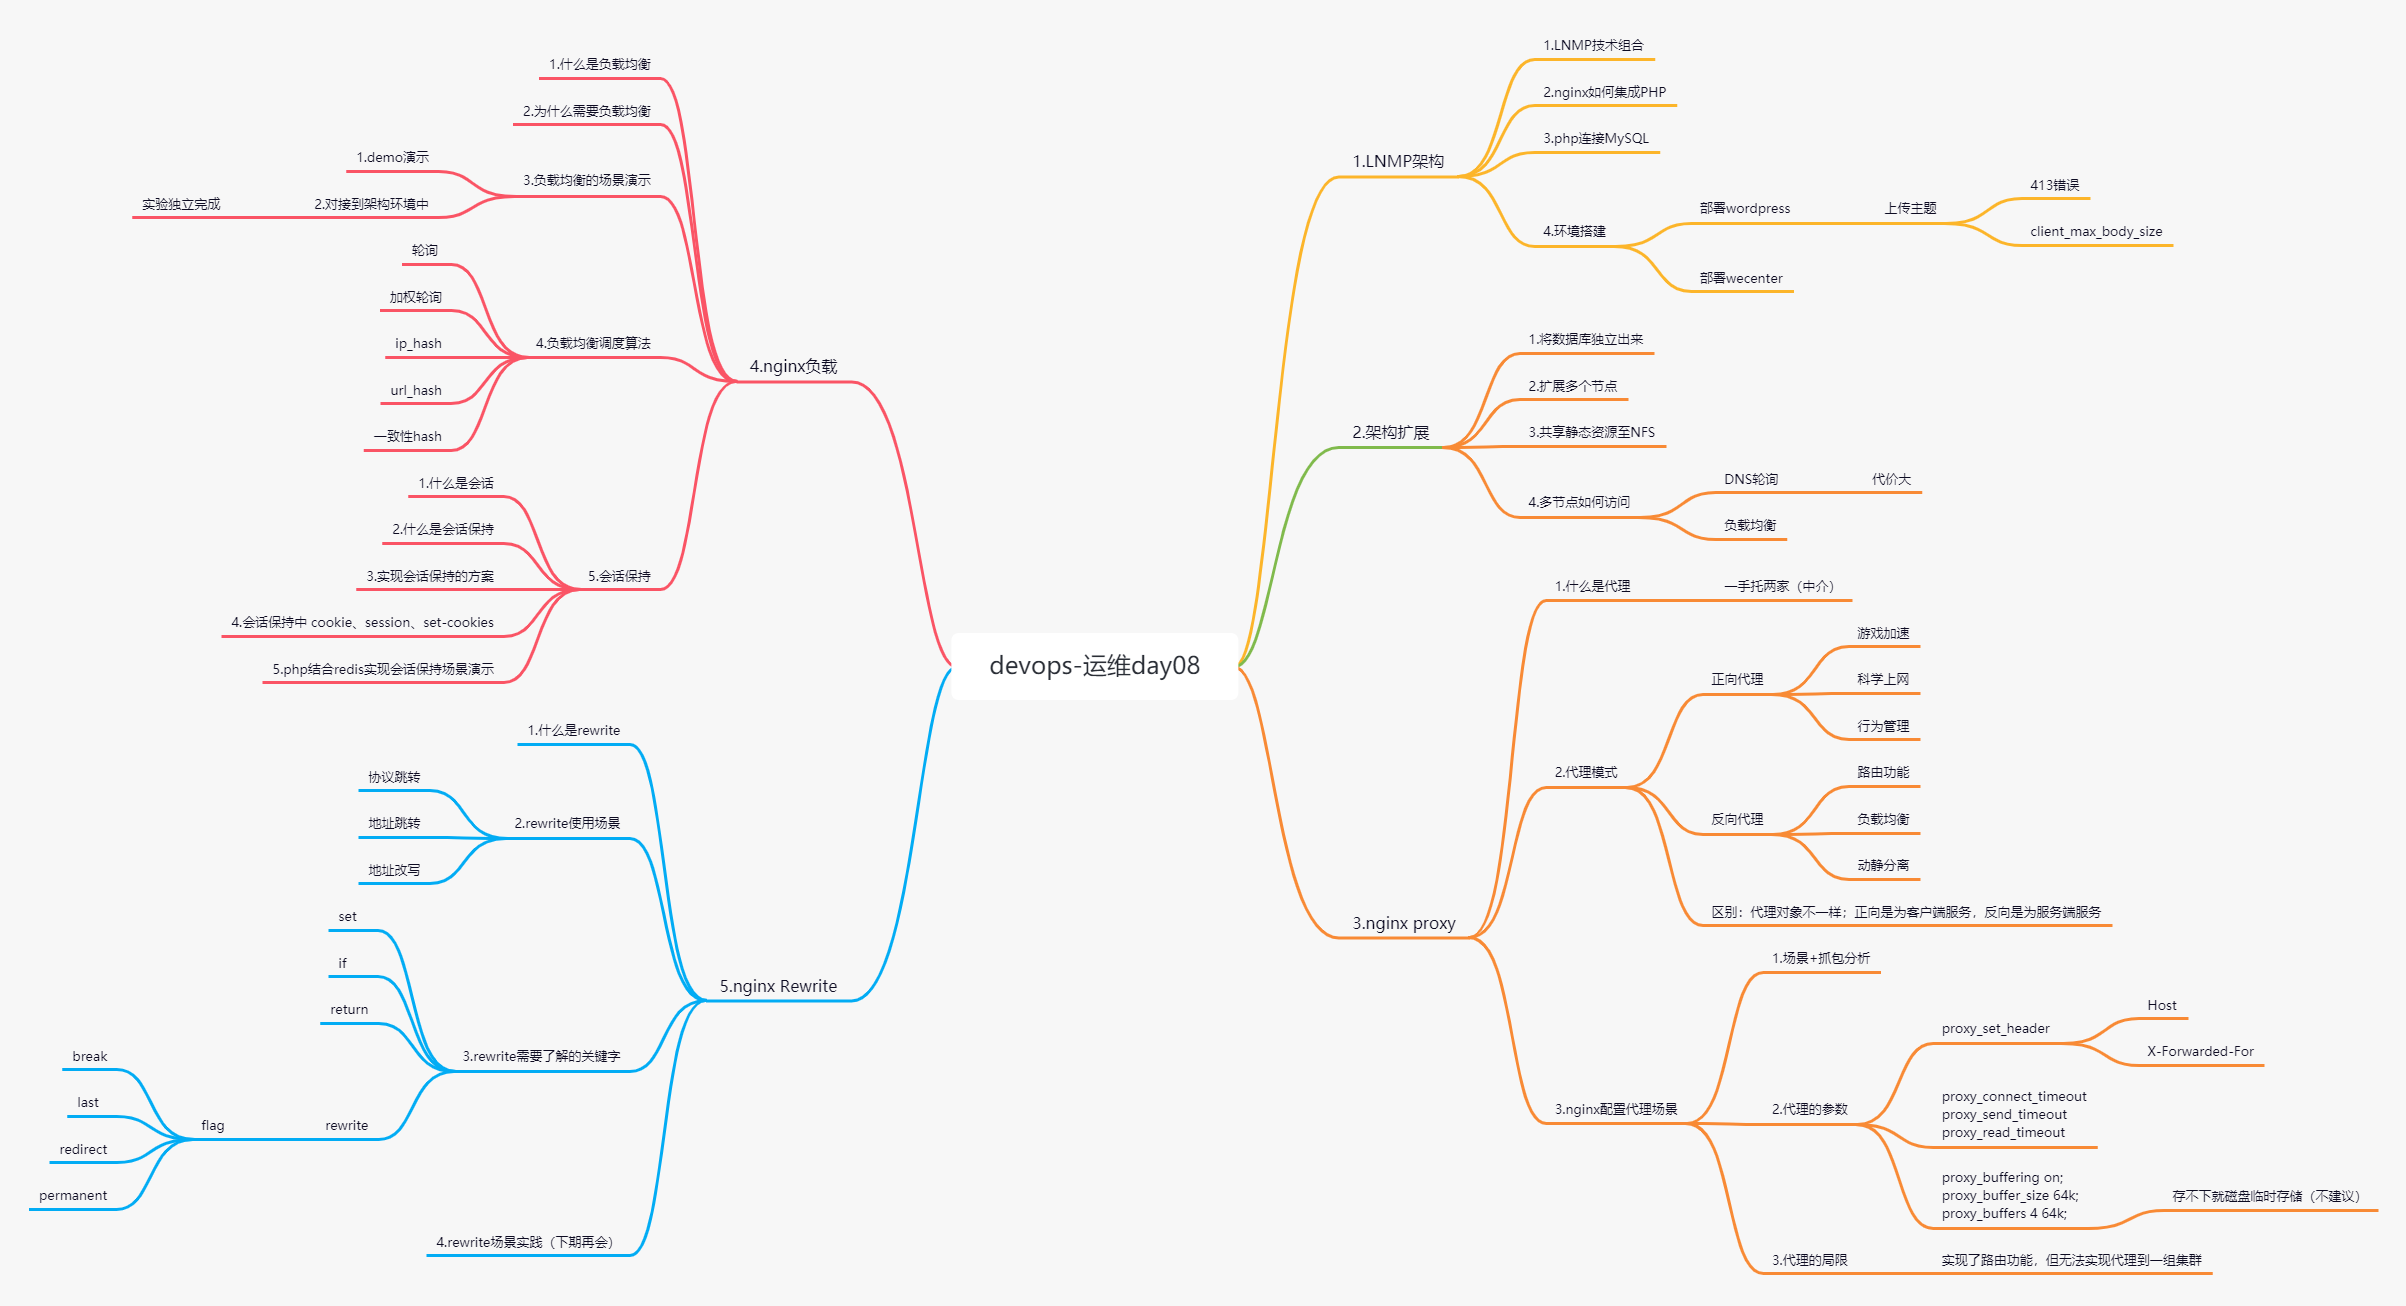 devops-运维day08
1.LNMP架构
1.LNMP技术组合
2.nginx如何集成PHP
3.php连接MySQL
4.环境搭建
部署wordpress
上传主题
413错误
client_max_body_size
部署wecenter
2.架构扩展
1.将数据库独立出来
2.扩展多个节点
3.共享静态资源至NFS
4.多节点如何访问
DNS轮询
代价大
负载均衡
3.nginx proxy
1.什么是代理
一手托两家（中介）
2.代理模式
正向代理
游戏加速
科学上网
行为管理
反向代理
路由功能
负载均衡
动静分离
区别：代理对象不一样；正向是为客户端服务，反向是为服务端服务
3.nginx配置代理场景
1.场景+抓包分析
2.代理的参数
proxy_set_header
Host
X-Forwarded-For
proxy_connect_timeout
proxy_send_timeout
proxy_read_timeout
proxy_buffering on;
proxy_buffer_size 64k;
proxy_buffers 4 64k;
存不下就磁盘临时存储（不建议）
3.代理的局限
实现了路由功能，但无法实现代理到一组集群
4.nginx负载
1.什么是负载均衡
2.为什么需要负载均衡
3.负载均衡的场景演示
1.demo演示
2.对接到架构环境中
实验独立完成
4.负载均衡调度算法
轮询
加权轮询
ip_hash
url_hash
一致性hash
5.会话保持
1.什么是会话
2.什么是会话保持
3.实现会话保持的方案
4.会话保持中 cookie、session、set-cookies
5.php结合redis实现会话保持场景演示
5.nginx Rewrite
1.什么是rewrite
2.rewrite使用场景
协议跳转
地址跳转
地址改写
3.rewrite需要了解的关键字
set
if
return
rewrite
flag
break
last
redirect
permanent
4.rewrite场景实践（下期再会）